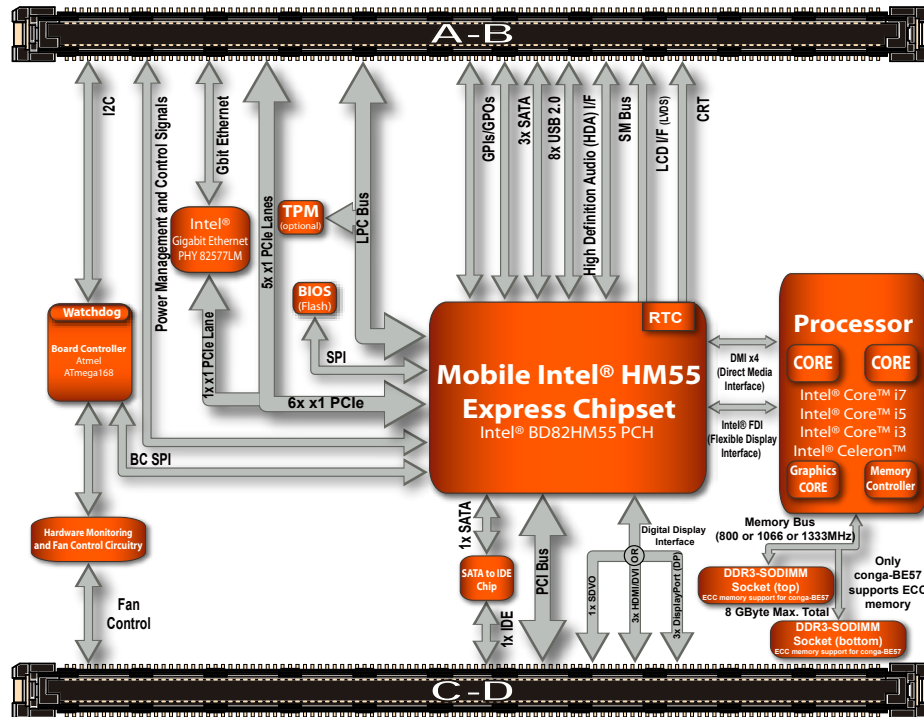 A-B
I2C
Power Management and Control Signals
Gbit Ethernet
5x x1 PCIe Lanes
LPC Bus
GPIs/GPOs
3x SATA
8x USB 2.0
High Definition Audio (HDA) I/F
SM Bus
LCD I/F (LVDS)
CRT
Intel®
Gigabit Ethernet
PHY 82577LM
TPM
(optional)
BIOS
(Flash)
SPI
1x x1 PCIe Lane
6x x1 PCIe
Watchdog
Board Controller
Atmel
ATmega168
BC SPI
RTC
Mobile Intel® HM55
Express Chipset
Intel® BD82HM55 PCH
DMI x4
(Direct Media
Interface)
Intel® FDI
(Flexible Display
Interface)
Processor
CORE
CORE
Intel® Core™ i7
Intel® Core™ i5
Intel® Core™ i3
Intel® Celeron™
Graphics
CORE
Memory
Controller
Hardware Monitoring
and Fan Control Circuitry
Fan
Control
1x SATA
SATA to IDE
Chip
1x IDE
PCI Bus
Digital Display
Interface
OR
1x SDVO
3x HDMI/DVI
3x DisplayPort (DP)
Memory Bus
(800 or 1066 or 1333MHz)
DDR3-SODIMM
Socket (top)
ECC memory support for conga-BE57
8 GByte Max. Total
DDR3-SODIMM
Socket (bottom)
ECC memory support for conga-BE57
Only
conga-BE57
supports ECC
memory
C-D